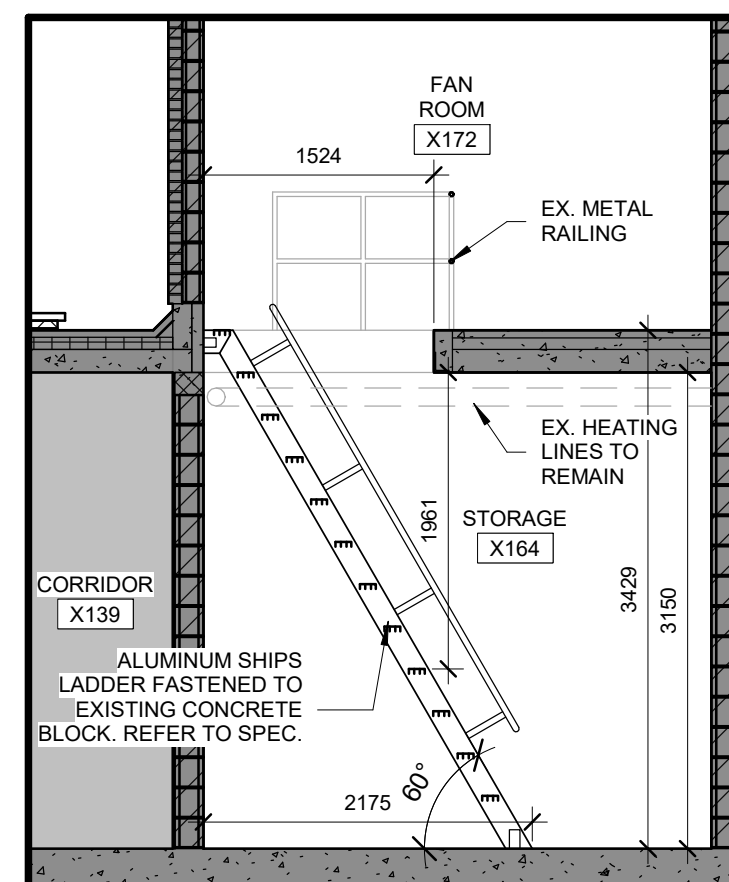 FAN
ROOM
X172
1524
EX. METAL
RAILING
EX. HEATING
LINES TO
REMAIN
1961
STORAGE
X164
3429
3150
CORRIDOR
X139
ALUMINUM SHIPS
LADDER FASTENED TO
EXISTING CONCRETE
BLOCK. REFER TO SPEC.
60°
2175